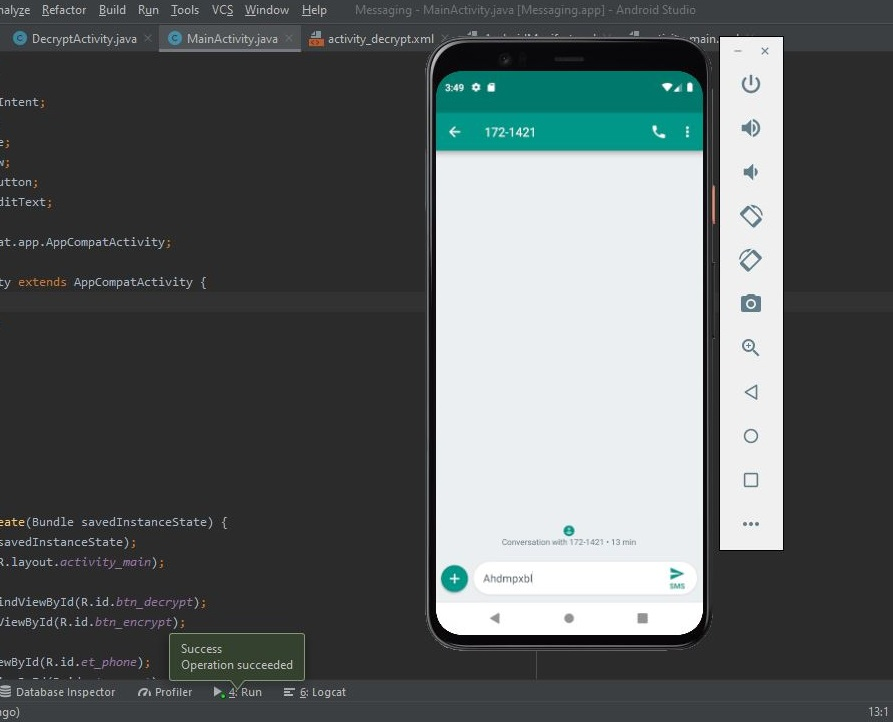 nalyze Refactor Build Run Tools VCS Window Help Messaging - MainActivity.java [Messaging.app] - Android Studio
DecryptActivity.java MainActivity.java activity_decrypt.xml
3:49
Intent;
172-1421
e;
w;
utton;
ditText;
at.app.AppCompatActivity;
ty extends AppCompatActivity {
eate(Bundle savedInstanceState) {
savedInstanceState);
Conversation with 172-1421 • 13 min
R.layout.activity_main);
Ahdmpxbl
SMS
indViewById(R.id.btn_decrypt);
ViewById(R.id.btn_encrypt);
Success
ewById(R.id.et_phone);
Operation succeeded
Database Inspector Profiler 4: Run 6: Logcat
ago) 13:1